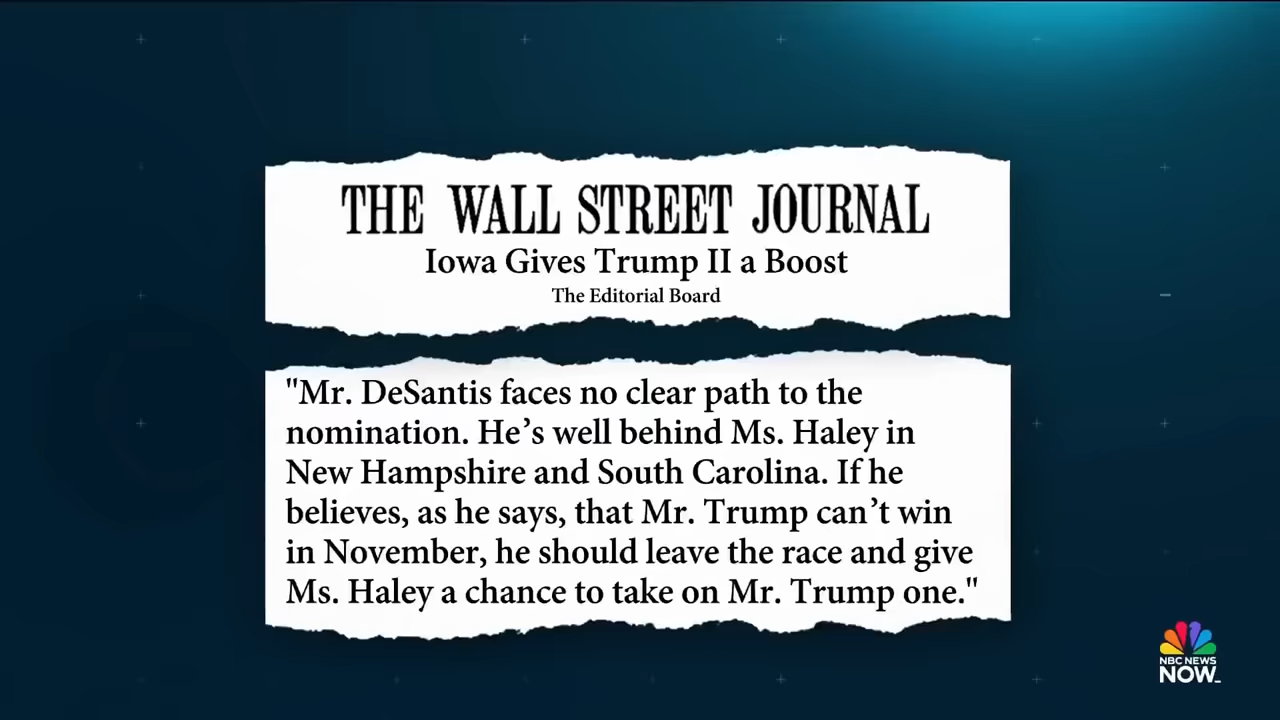 THE WALL STREET JOURNAL
Iowa Gives Trump II a Boost
The Editorial Board
"Mr. DeSantis faces no clear path to the
nomination. He’s well behind Ms. Haley in
New Hampshire and South Carolina. If he
believes, as he says, that Mr. Trump can’t win
in November, he should leave the race and give
Ms. Haley a chance to take on Mr. Trump one."
NBC NEWS
NOW_